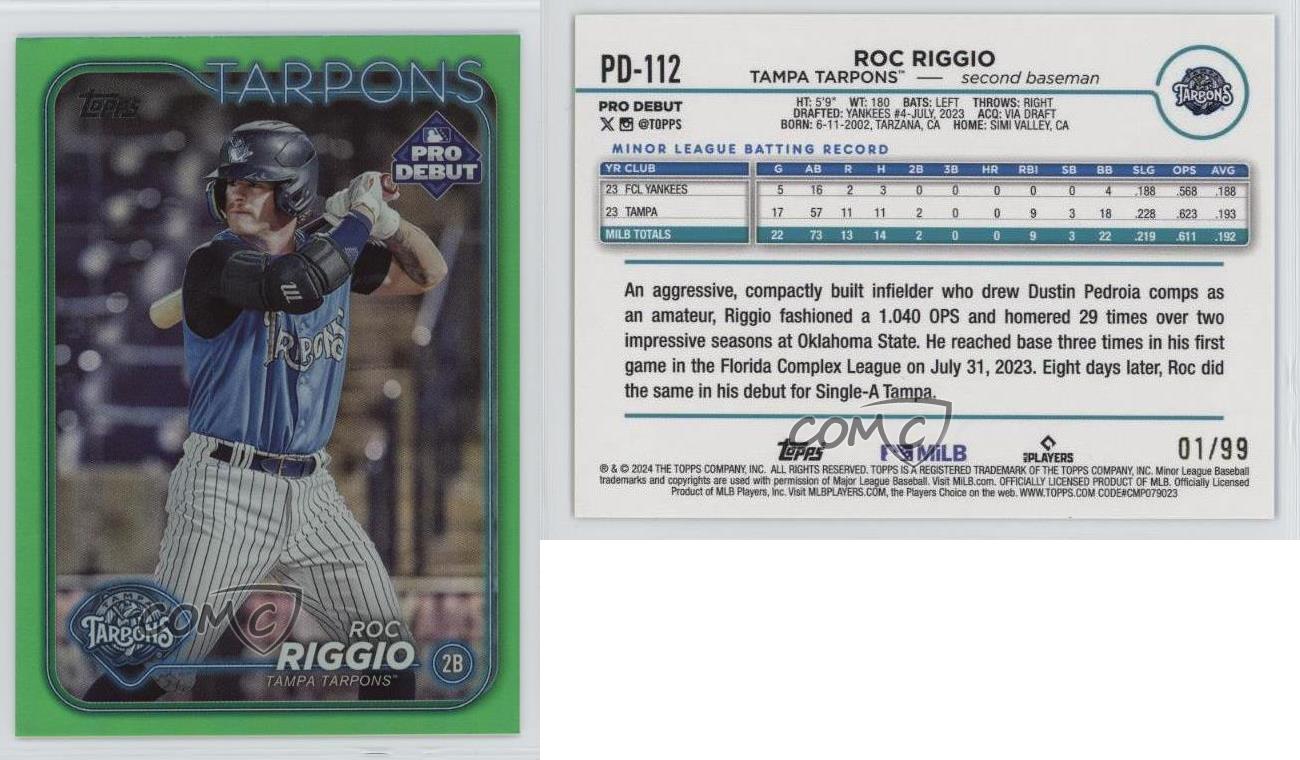 TARPONS
Topps
PRO
DEBUT
Tarpons
TAMPA
TARPONS
COMC
ROC
RIGGIO
2B
TAMPA TARPONS™
PD-112
ROC RIGGIO
TAMPA TARPONS™ — second baseman
TARPONS
PRO DEBUT
X @TOPPS
HT: 5'9" WT: 180 BATS: LEFT THROWS: RIGHT
DRAFTED: YANKEES #4-JULY, 2023 ACQ: VIA DRAFT
BORN: 6-11-2002, TARZANA, CA HOME: SIMI VALLEY, CA
MINOR LEAGUE BATTING RECORD
YR CLUB G AB R H 2B 3B HR RBI SB BB SLG OPS AVG
23 FCL YANKEES 5 16 2 3 0 0 0 0 0 4 .188 .568 .188
23 TAMPA 17 57 11 11 2 0 0 9 3 18 .228 .623 .193
MILB TOTALS 22 73 13 14 2 0 0 9 3 22 .219 .611 .192
An aggressive, compactly built infielder who drew Dustin Pedroia comps as
an amateur, Riggio fashioned a 1.040 OPS and homered 29 times over two
impressive seasons at Oklahoma State. He reached base three times in his first
game in the Florida Complex League on July 31, 2023. Eight days later, Roc did
the same in his debut for Single-A Tampa.
COMC
Topps MiLB PLAYERS 01/99
® & © 2024 THE TOPPS COMPANY, INC. ALL RIGHTS RESERVED. TOPPS IS A REGISTERED TRADEMARK OF THE TOPPS COMPANY, INC. Minor League Baseball
trademarks and copyrights are used with permission of Major League Baseball. Visit MiLB.com. OFFICIALLY LICENSED PRODUCT OF MLB. Officially Licensed
Product of MLB Players, Inc. Visit MLBPLAYERS.COM, the Players Choice on the web. WWW.TOPPS.COM CODE#CMP079023